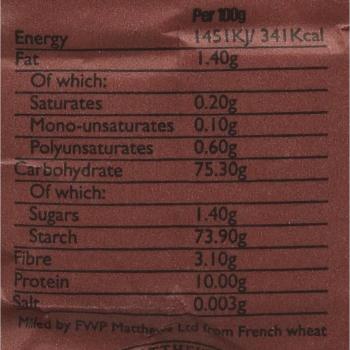 Per 100g
Energy 1451KJ/ 341Kcal
Fat 1.40g
Of which:
Saturates 0.20g
Mono-unsaturates 0.10g
Polyunsaturates 0.60g
Carbohydrate 75.30g
Of which:
Sugars 1.40g
Starch 73.90g
Fibre 3.10g
Protein 10.00g
Salt 0.003g
Milled by FWP Matthews Ltd from French wheat